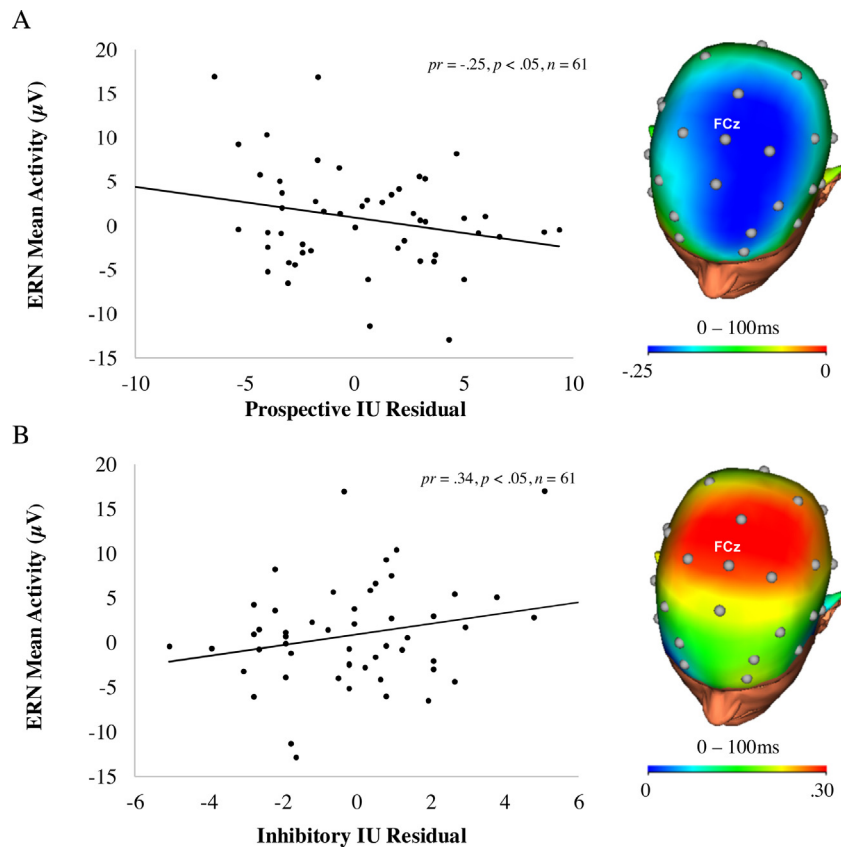 A
ERN Mean Activity (µV)
20
15
10
5
0
-5
-10
-15
-10
-5
0
5
10
Prospective IU Residual
pr = -.25, p < .05, n = 61
FCz
0 – 100ms
-.25
0
B
ERN Mean Activity (µV)
20
15
10
5
0
-5
-10
-15
-6
-4
-2
0
2
4
6
Inhibitory IU Residual
pr = .34, p < .05, n = 61
FCz
0 – 100ms
0
.30